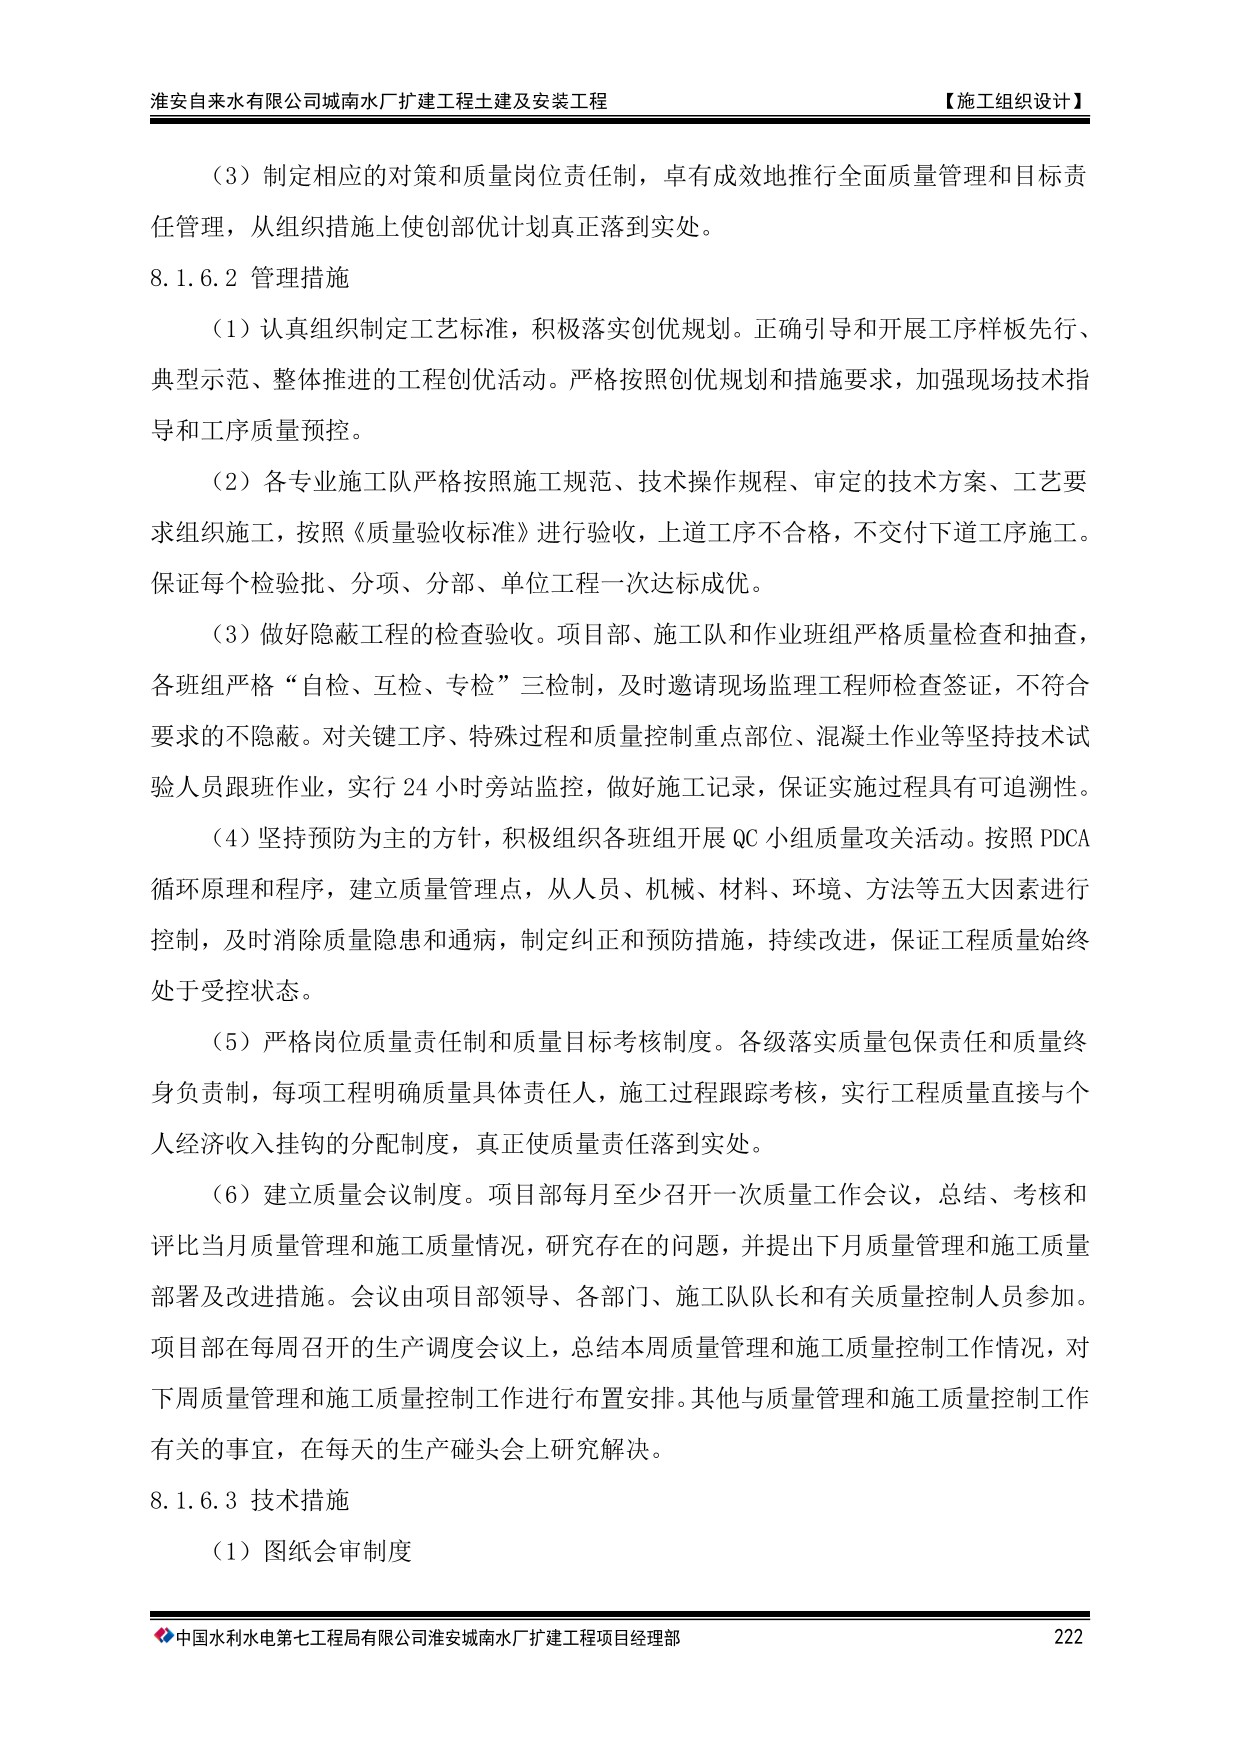 淮安自来水有限公司城南水厂扩建工程土建及安装工程 【施工组织设计】
（3）制定相应的对策和质量岗位责任制，卓有成效地推行全面质量管理和目标责
任管理，从组织措施上使创部优计划真正落到实处。
8.1.6.2 管理措施
（1）认真组织制定工艺标准，积极落实创优规划。正确引导和开展工序样板先行、
典型示范、整体推进的工程创优活动。严格按照创优规划和措施要求，加强现场技术指
导和工序质量预控。
（2）各专业施工队严格按照施工规范、技术操作规程、审定的技术方案、工艺要
求组织施工，按照《质量验收标准》进行验收，上道工序不合格，不交付下道工序施工。
保证每个检验批、分项、分部、单位工程一次达标成优。
（3）做好隐蔽工程的检查验收。项目部、施工队和作业班组严格质量检查和抽查，
各班组严格“自检、互检、专检”三检制，及时邀请现场监理工程师检查签证，不符合
要求的不隐蔽。对关键工序、特殊过程和质量控制重点部位、混凝土作业等坚持技术试
验人员跟班作业，实行 24 小时旁站监控，做好施工记录，保证实施过程具有可追溯性。
（4）坚持预防为主的方针，积极组织各班组开展 QC 小组质量攻关活动。按照 PDCA
循环原理和程序，建立质量管理点，从人员、机械、材料、环境、方法等五大因素进行
控制，及时消除质量隐患和通病，制定纠正和预防措施，持续改进，保证工程质量始终
处于受控状态。
（5）严格岗位质量责任制和质量目标考核制度。各级落实质量包保责任和质量终
身负责制，每项工程明确质量具体责任人，施工过程跟踪考核，实行工程质量直接与个
人经济收入挂钩的分配制度，真正使质量责任落到实处。
（6）建立质量会议制度。项目部每月至少召开一次质量工作会议，总结、考核和
评比当月质量管理和施工质量情况，研究存在的问题，并提出下月质量管理和施工质量
部署及改进措施。会议由项目部领导、各部门、施工队队长和有关质量控制人员参加。
项目部在每周召开的生产调度会议上，总结本周质量管理和施工质量控制工作情况，对
下周质量管理和施工质量控制工作进行布置安排。其他与质量管理和施工质量控制工作
有关的事宜，在每天的生产碰头会上研究解决。
8.1.6.3 技术措施
（1）图纸会审制度
中国水利水电第七工程局有限公司淮安城南水厂扩建工程项目经理部 222